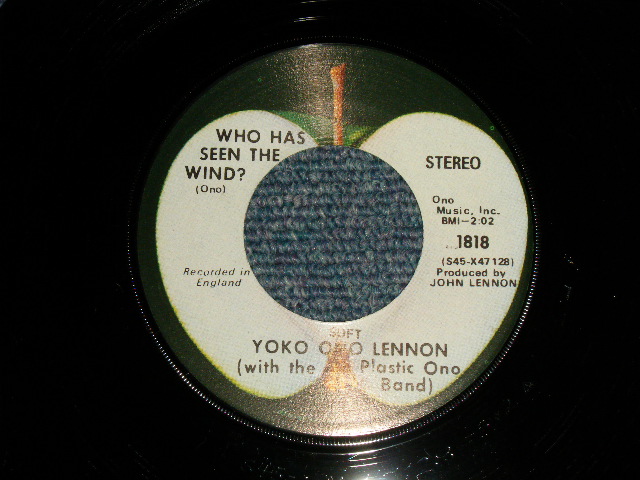 WHO HAS
SEEN THE
WIND?
(Ono)
STEREO
Ono
Music, Inc.
BMI-2:02
1818
(S45-X47128)
Produced by
JOHN LENNON
Recorded in
England
SOFT
YOKO ONO LENNON
(with the Plastic Ono
Band)